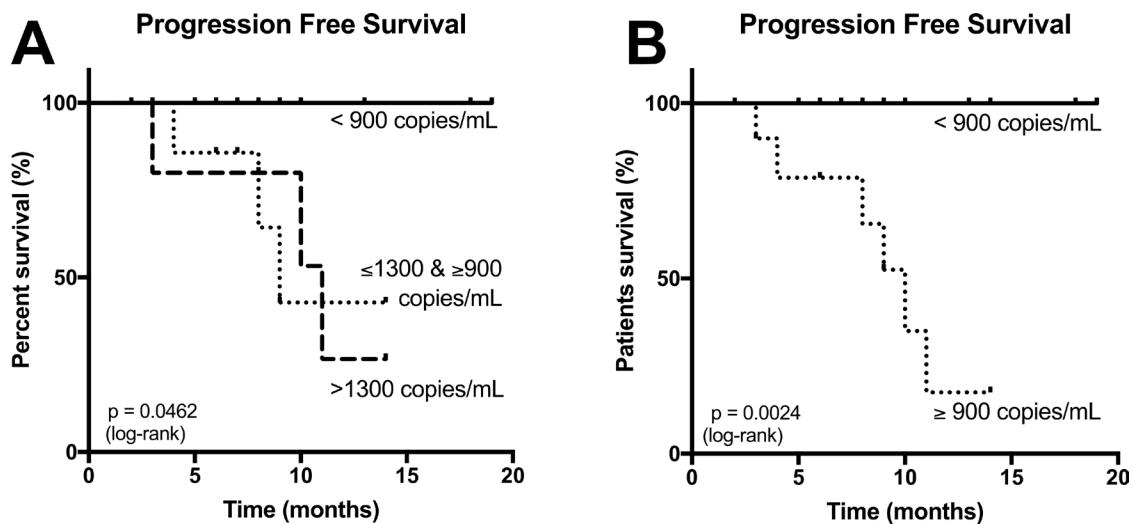 A
Progression Free Survival
Percent survival (%)
100
50
0
< 900 copies/mL
≤1300 & ≥900
copies/mL
>1300 copies/mL
p = 0.0462
(log-rank)
0 5 10 15 20
Time (months)
B
Progression Free Survival
Patients survival (%)
100
50
0
< 900 copies/mL
≥ 900 copies/mL
p = 0.0024
(log-rank)
0 5 10 15 20
Time (months)